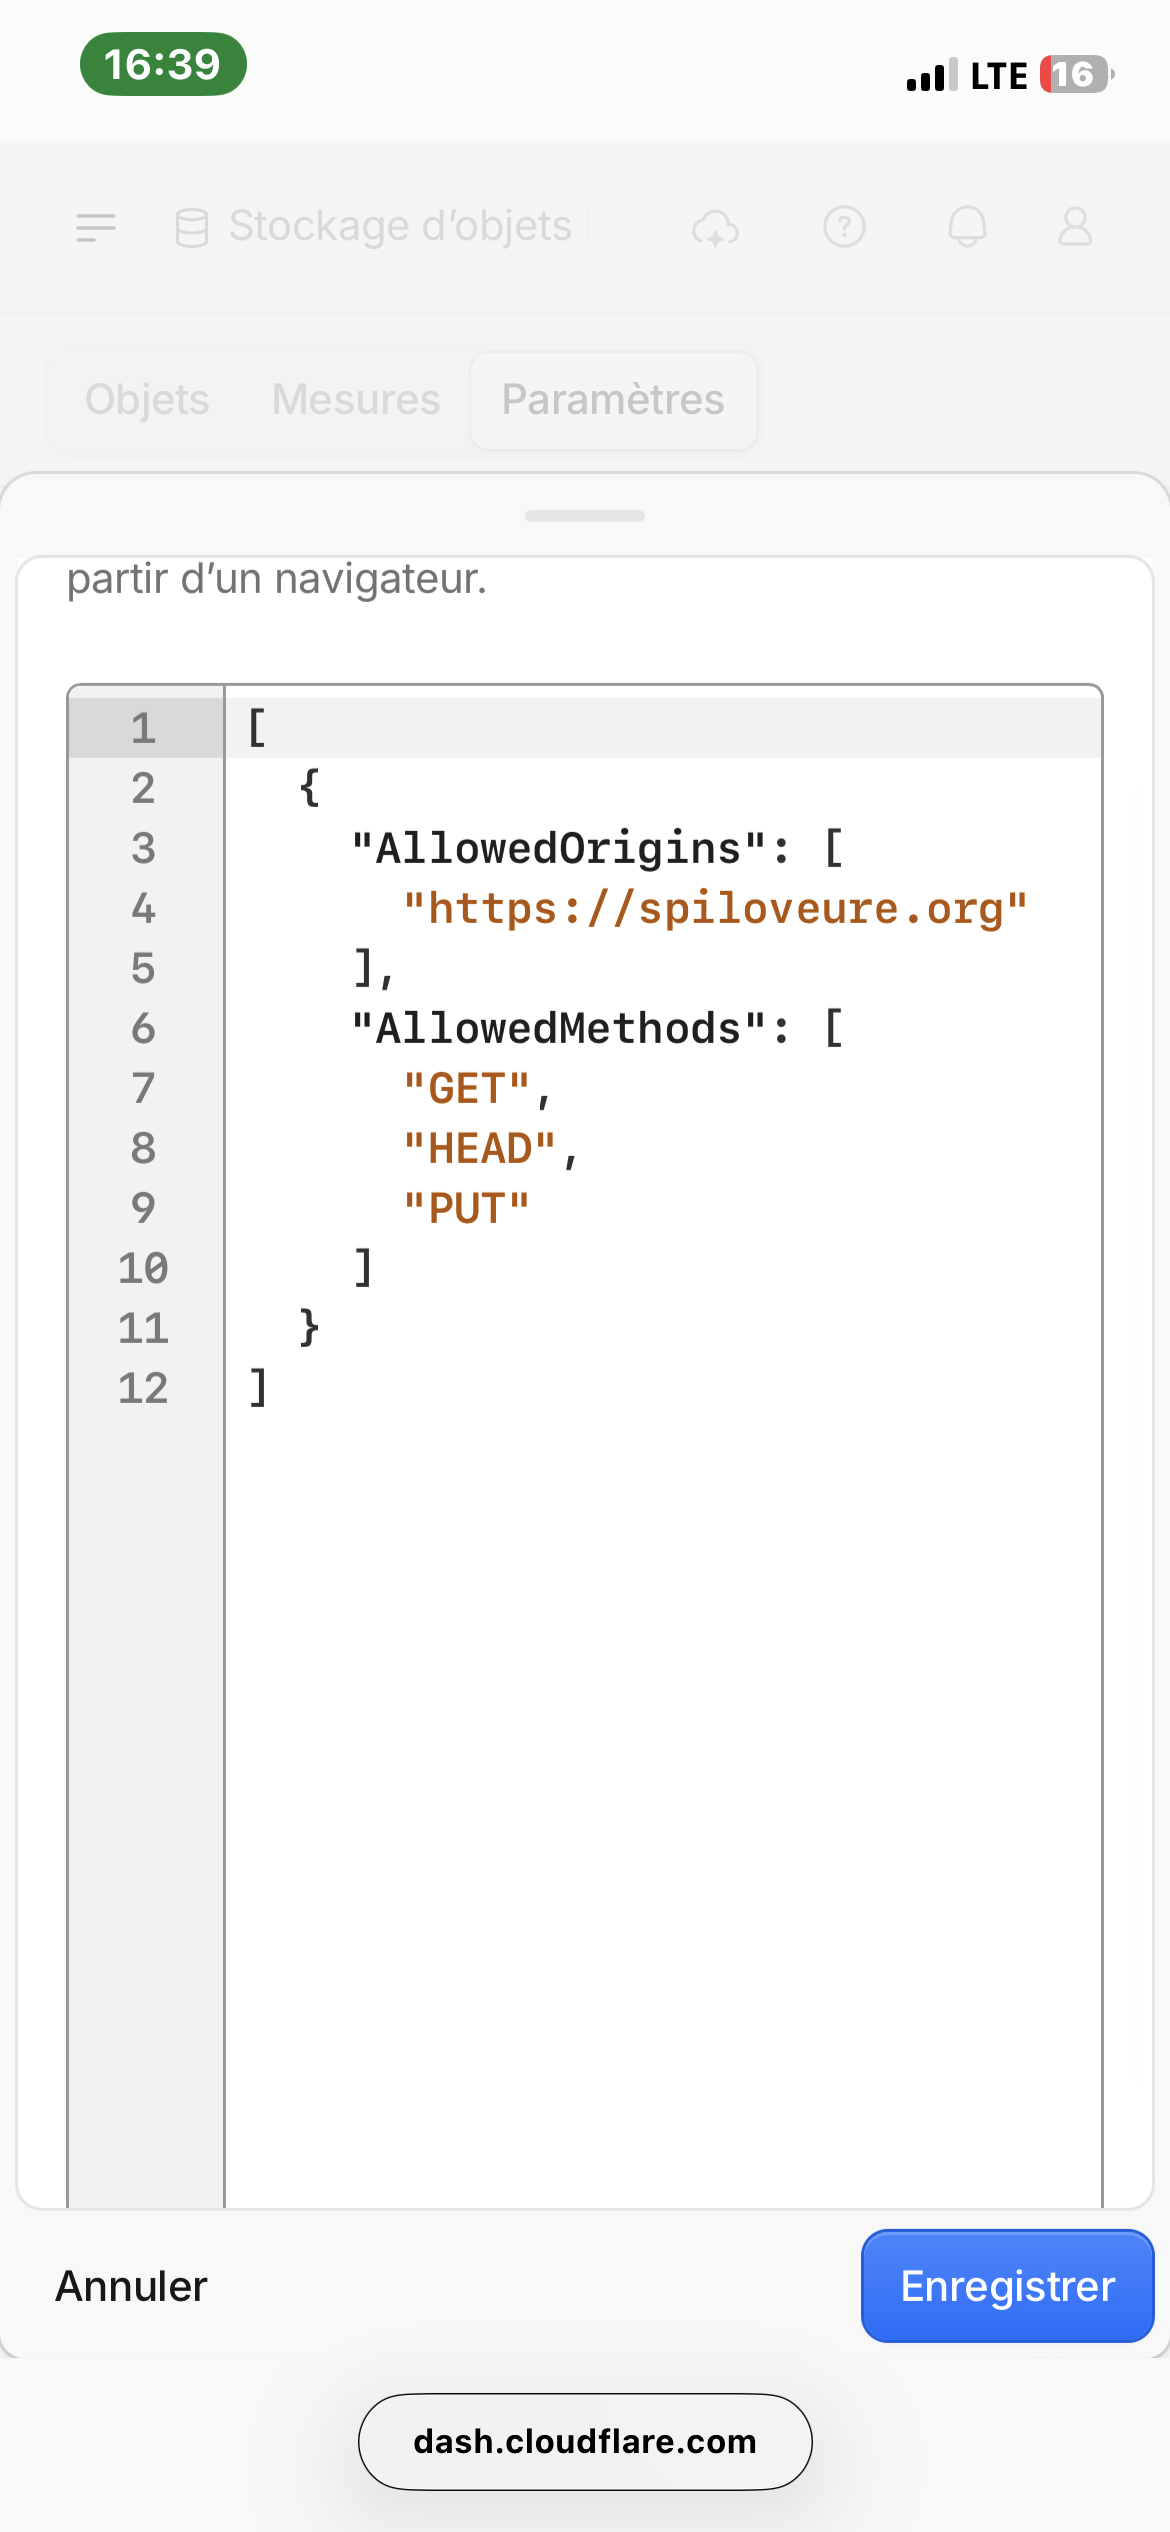 16:39
LTE 16
Stockage d’objets
Objets Mesures Paramètres
partir d’un navigateur.
1 [
2   {
3     "AllowedOrigins": [
4       "https://spiloveure.org"
5     ],
6     "AllowedMethods": [
7       "GET",
8       "HEAD",
9       "PUT"
10     ]
11   }
12 ]
Annuler Enregistrer
dash.cloudflare.com